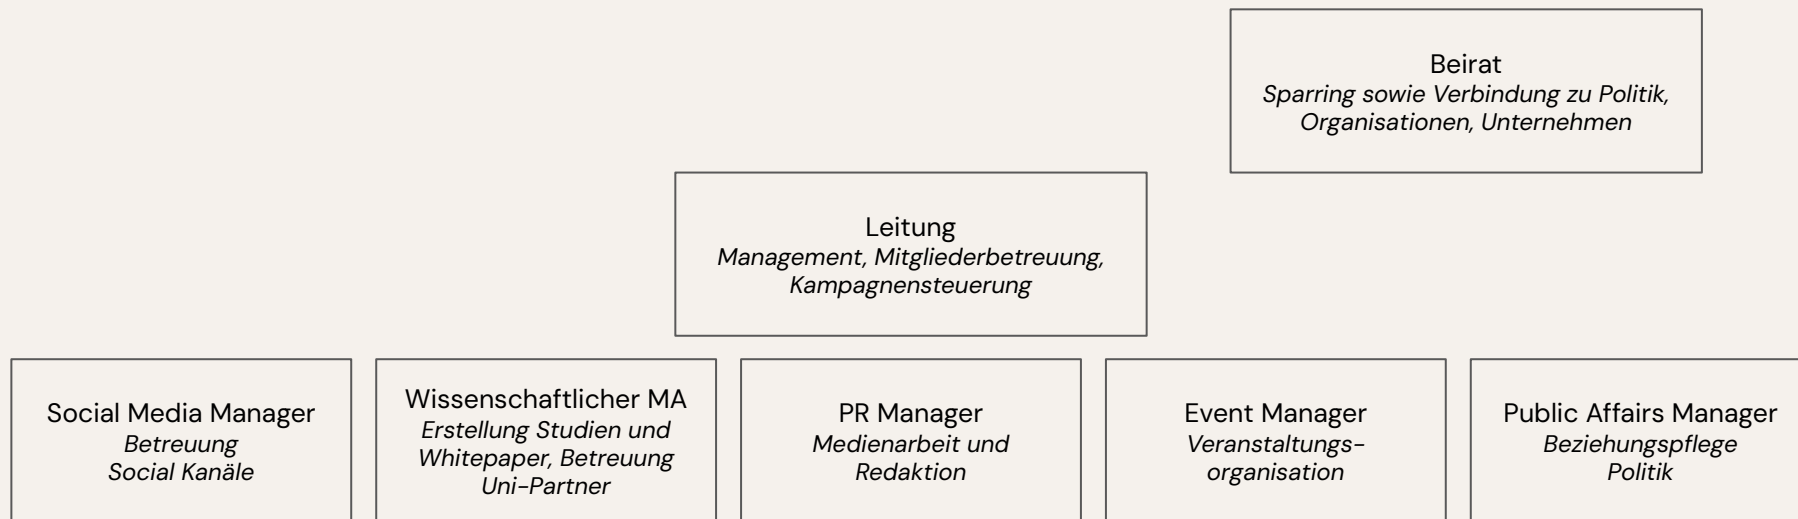 Beirat
Sparring sowie Verbindung zu Politik,
Organisationen, Unternehmen
Leitung
Management, Mitgliederbetreuung,
Kampagnensteuerung
Social Media Manager
Betreuung
Social Kanäle
Wissenschaftlicher MA
Erstellung Studien und
Whitepaper, Betreuung
Uni-Partner
PR Manager
Medienarbeit und
Redaktion
Event Manager
Veranstaltungs-
organisation
Public Affairs Manager
Beziehungspflege
Politik